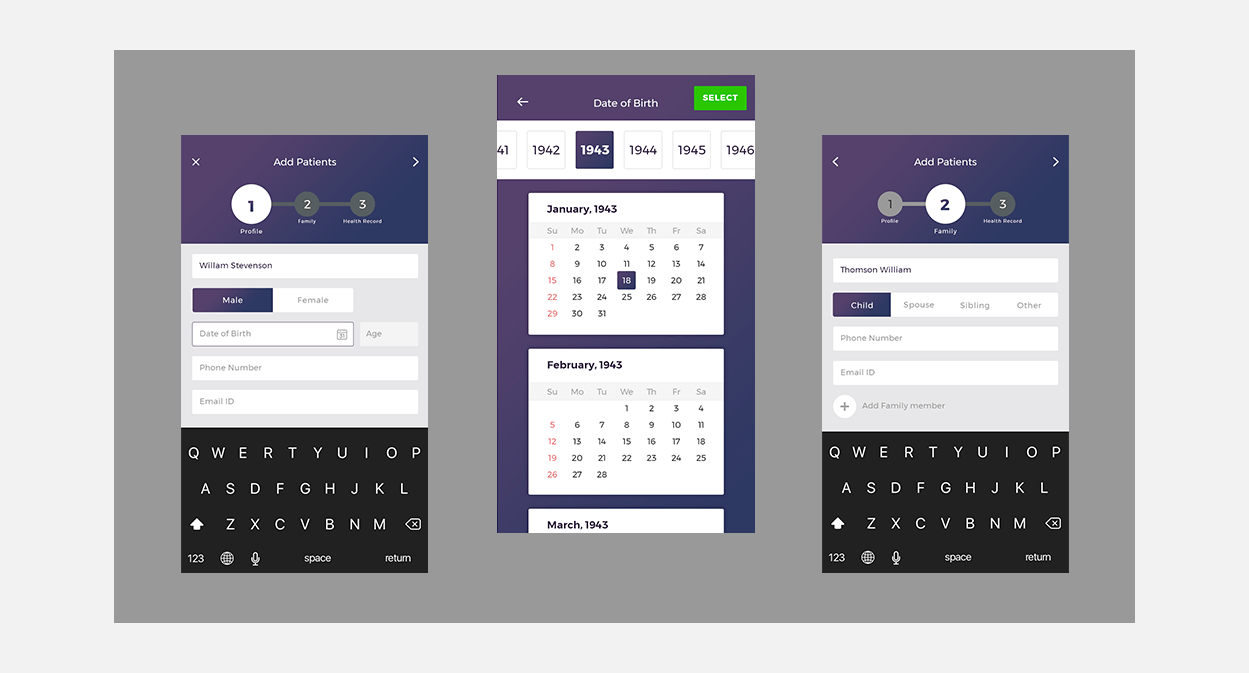 Add Patients
1 2 3
Profile Family Health Record
Willam Stevenson
Male Female
Date of Birth 31 Age
Phone Number
Email ID
Q W E R T Y U I O P
A S D F G H J K L
Z X C V B N M
123 space return
Date of Birth SELECT
41 1942 1943 1944 1945 1946
January, 1943
Su Mo Tu We Th Fr Sa
1 2 3 4 5 6 7
8 9 10 11 12 13 14
15 16 17 18 19 20 21
22 23 24 25 26 27 28
29 30 31
February, 1943
Su Mo Tu We Th Fr Sa
1 2 3 4
5 6 7 8 9 10 11
12 13 14 15 16 17 18
19 20 21 22 23 24 25
26 27 28
March, 1943
Add Patients
1 2 3
Profile Family Health Record
Thomson William
Child Spouse Sibling Other
Phone Number
Email ID
+ Add Family member
Q W E R T Y U I O P
A S D F G H J K L
Z X C V B N M
123 space return